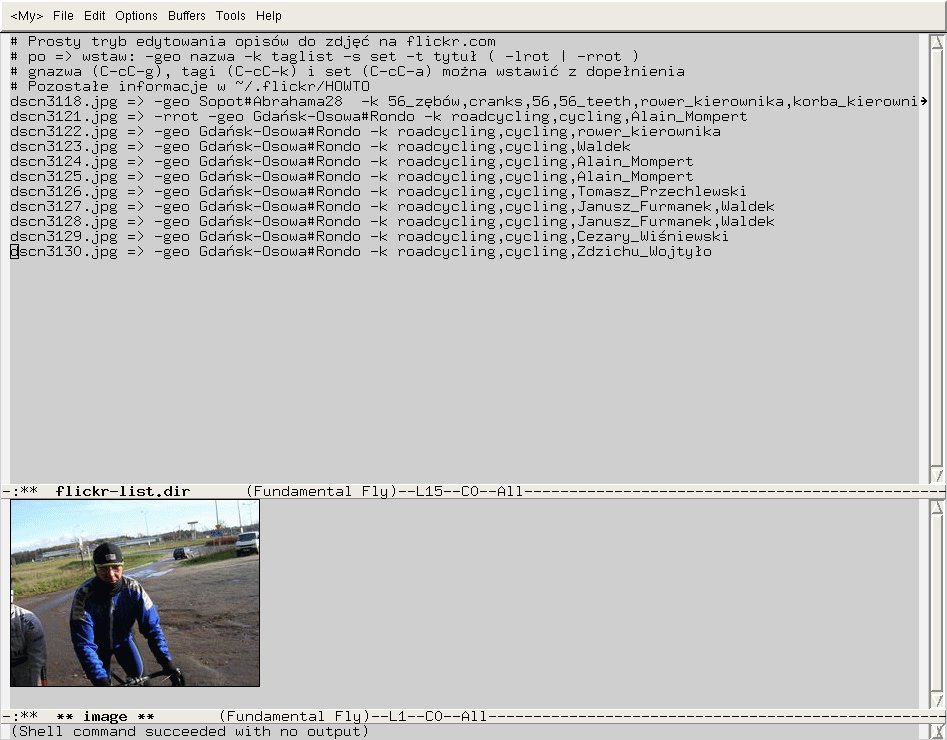 <My> File Edit Options Buffers Tools Help
# Prosty tryb edytowania opisów do zdjęć na flickr.com
# po => wstaw: -geo nazwa -k taglist -s set -t tytuł ( -lrot | -rrot )
# gnazwa (C-cC-g), tagi (C-cC-k) i set (C-cC-a) można wstawić z dopełnienia
# Pozostałe informacje w ~/.flickr/HOWTO
dscn3118.jpg => -geo Sopot#Abrahama28  -k 56_zębów,cranks,56,56_teeth,rower_kierownika,korba_kierowni
dscn3121.jpg => -rrot -geo Gdańsk-Osowa#Rondo -k roadcycling,cycling,Alain_Mompert
dscn3122.jpg => -geo Gdańsk-Osowa#Rondo -k roadcycling,cycling,rower_kierownika
dscn3123.jpg => -geo Gdańsk-Osowa#Rondo -k roadcycling,cycling,Waldek
dscn3124.jpg => -geo Gdańsk-Osowa#Rondo -k roadcycling,cycling,Alain_Mompert
dscn3125.jpg => -geo Gdańsk-Osowa#Rondo -k roadcycling,cycling,Alain_Mompert
dscn3126.jpg => -geo Gdańsk-Osowa#Rondo -k roadcycling,cycling,Tomasz_Przechlewski
dscn3127.jpg => -geo Gdańsk-Osowa#Rondo -k roadcycling,cycling,Janusz_Furmanek,Waldek
dscn3128.jpg => -geo Gdańsk-Osowa#Rondo -k roadcycling,cycling,Janusz_Furmanek,Waldek
dscn3129.jpg => -geo Gdańsk-Osowa#Rondo -k roadcycling,cycling,Cezary_Wiśniewski
dscn3130.jpg => -geo Gdańsk-Osowa#Rondo -k roadcycling,cycling,Zdzichu_Wojtyło
-:**  flickr-list.dir      (Fundamental Fly)--L15--C0--All-----------------------------------------------
-:**  ** image **       (Fundamental Fly)--L1--C0--All---------------------------------------------------
(Shell command succeeded with no output)